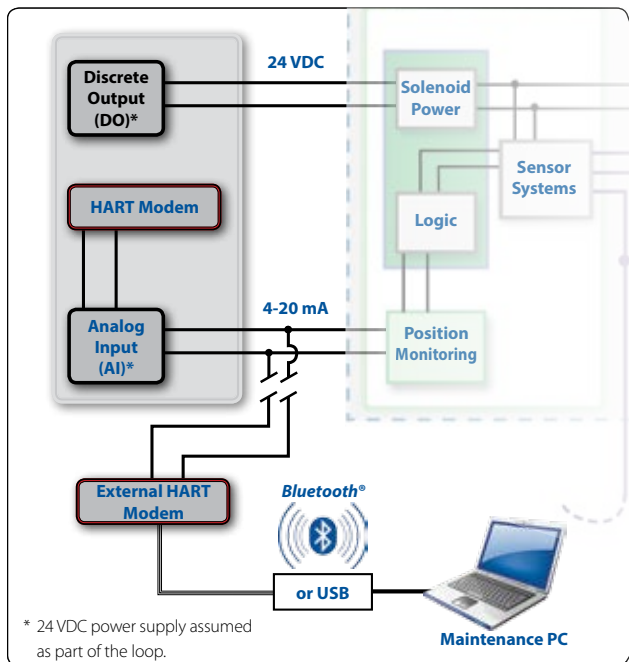 24 VDC
Discrete
Output
(DO)*
Solenoid
Power
Sensor
Systems
HART Modem
Logic
4-20 mA
Analog
Input
(AI)*
Position
Monitoring
External HART
Modem
Bluetooth®
or USB
Maintenance PC
* 24 VDC power supply assumed
as part of the loop.